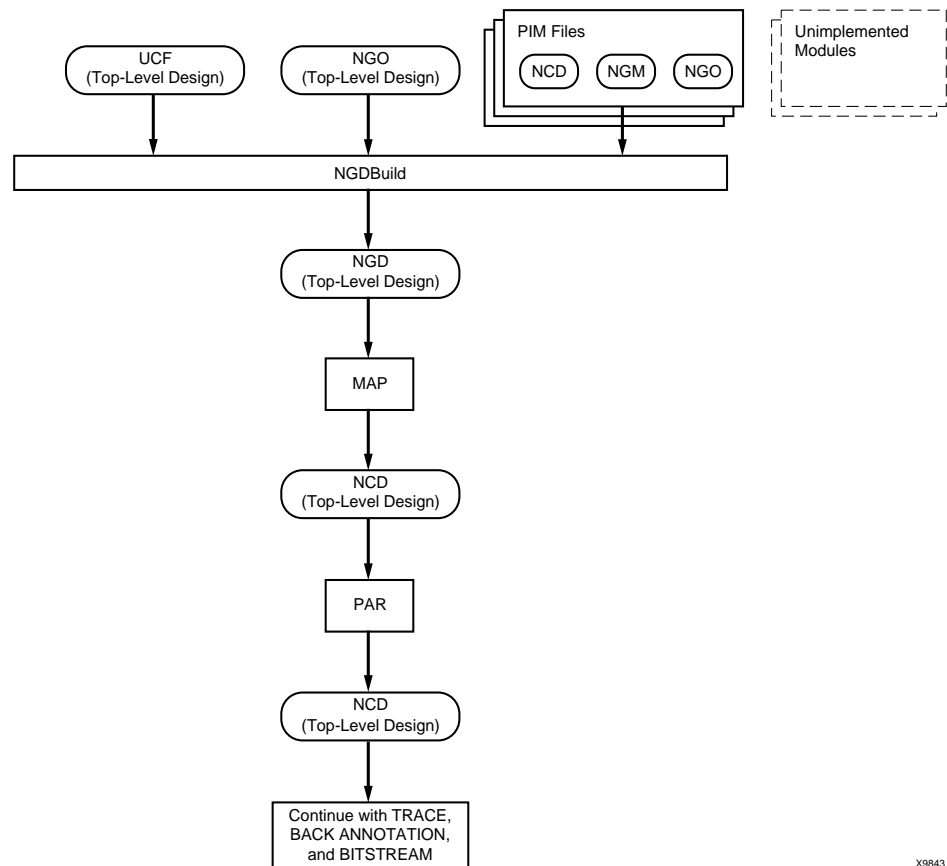 UCF
(Top-Level Design)
NGO
(Top-Level Design)
PIM Files
NCD
NGM
NGO
Unimplemented
Modules
NGDBuild
NGD
(Top-Level Design)
MAP
NCD
(Top-Level Design)
PAR
NCD
(Top-Level Design)
Continue with TRACE,
BACK ANNOTATION,
and BITSTREAM
X9843